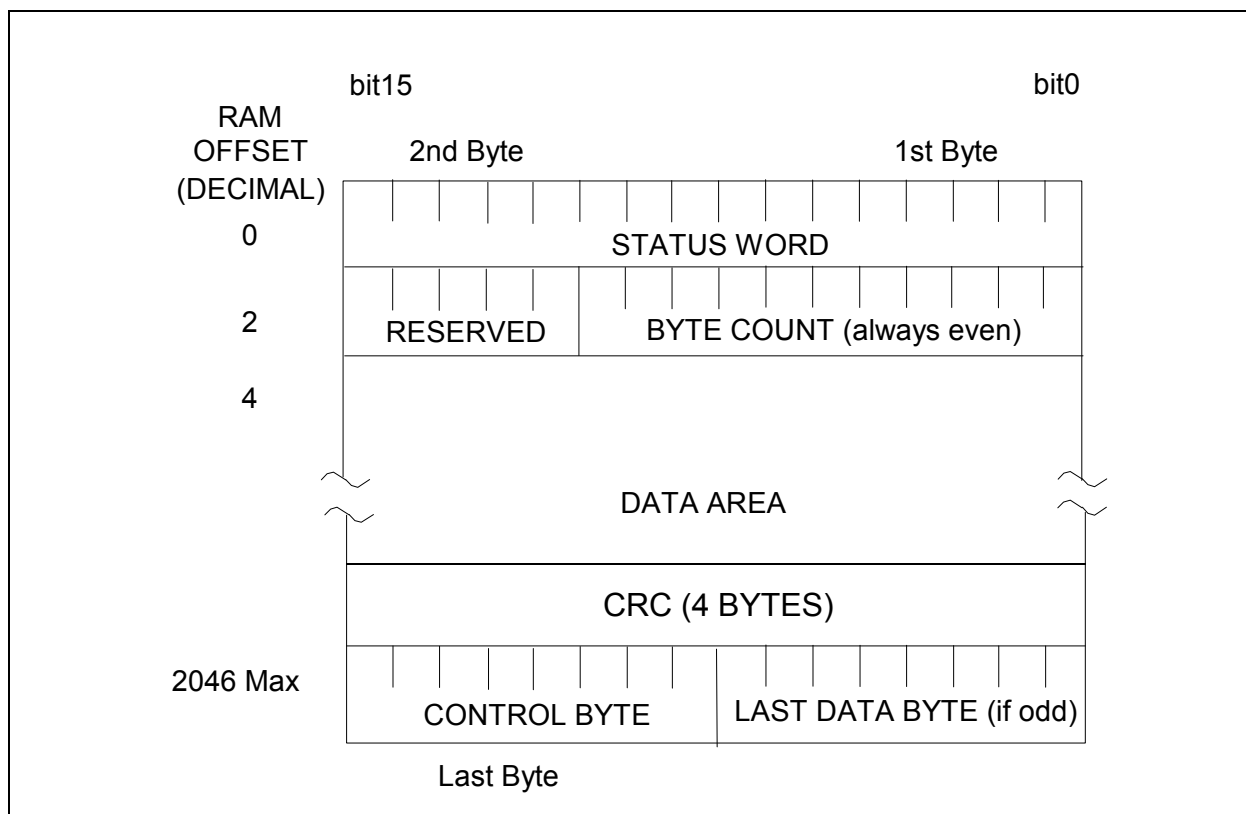 bit15 bit0
RAM
OFFSET
(DECIMAL)
2nd Byte 1st Byte
0 STATUS WORD
2 RESERVED BYTE COUNT (always even)
4
DATA AREA
CRC (4 BYTES)
2046 Max CONTROL BYTE LAST DATA BYTE (if odd)
Last Byte